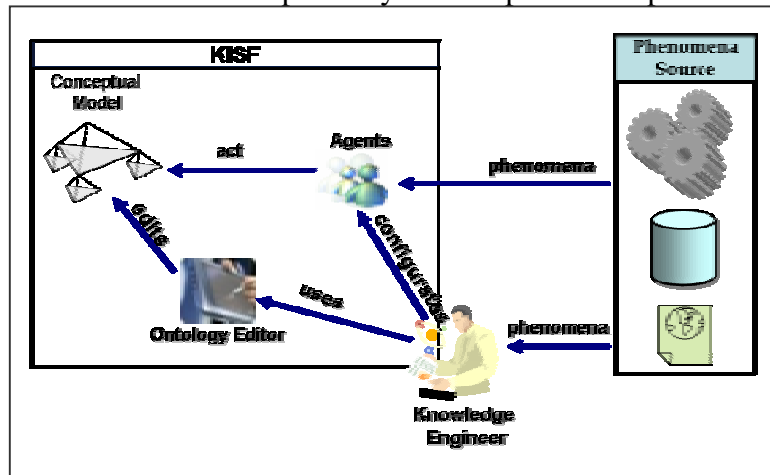 KISF
Phenomena
Source
Conceptual
Model
Agents
act
phenomena
edits
configurates
uses
Ontology Editor
phenomena
Knowledge
Engineer